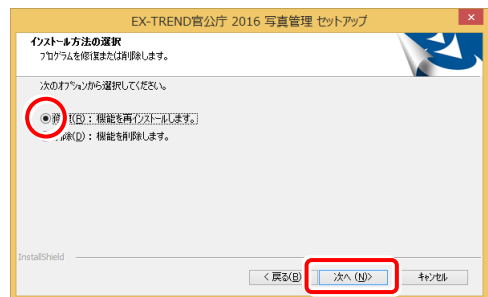 EX-TREND官公庁 2016 写真管理 セットアップ
インストール方法の選択
プログラムを修復または削除します。
次のオプションから選択してください。
(R)：機能を再インストールします。
除(D)：機能を削除します。
InstallShield
< 戻る(B)
次へ (N)>
キャンセル